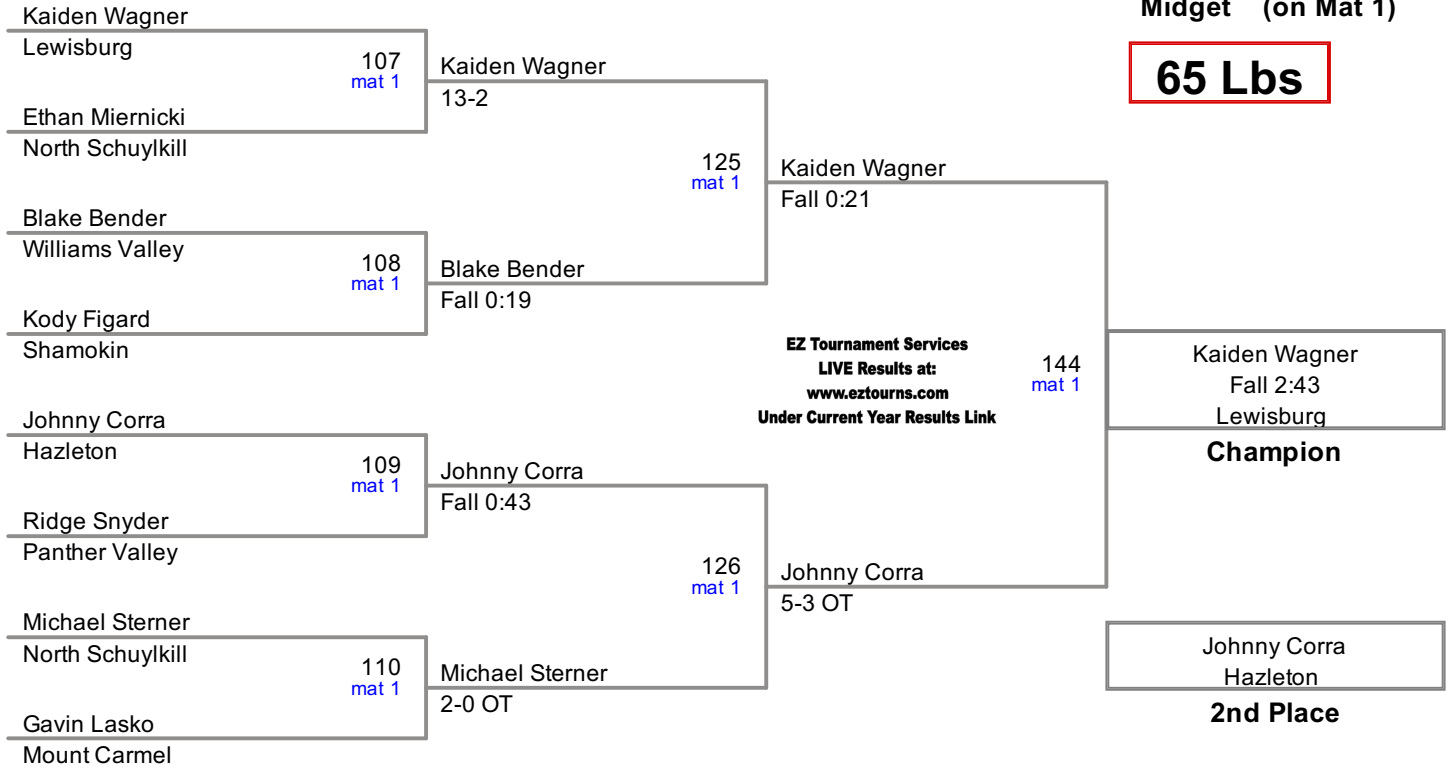 Midget (on Mat 1)
65 Lbs
Kaiden Wagner
Lewisburg
107
mat 1
Ethan Miernicki
North Schuylkill
Kaiden Wagner
13-2
Blake Bender
Williams Valley
108
mat 1
Kody Figard
Shamokin
Blake Bender
Fall 0:19
125
mat 1
Kaiden Wagner
Fall 0:21
Johnny Corra
Hazleton
109
mat 1
Ridge Snyder
Panther Valley
Johnny Corra
Fall 0:43
Michael Sterner
North Schuylkill
110
mat 1
Gavin Lasko
Mount Carmel
Michael Sterner
2-0 OT
126
mat 1
Johnny Corra
5-3 OT
EZ Tournament Services
LIVE Results at:
www.eztourns.com
Under Current Year Results Link
144
mat 1
Kaiden Wagner
Fall 2:43
Lewisburg
Champion
Johnny Corra
Hazleton
2nd Place